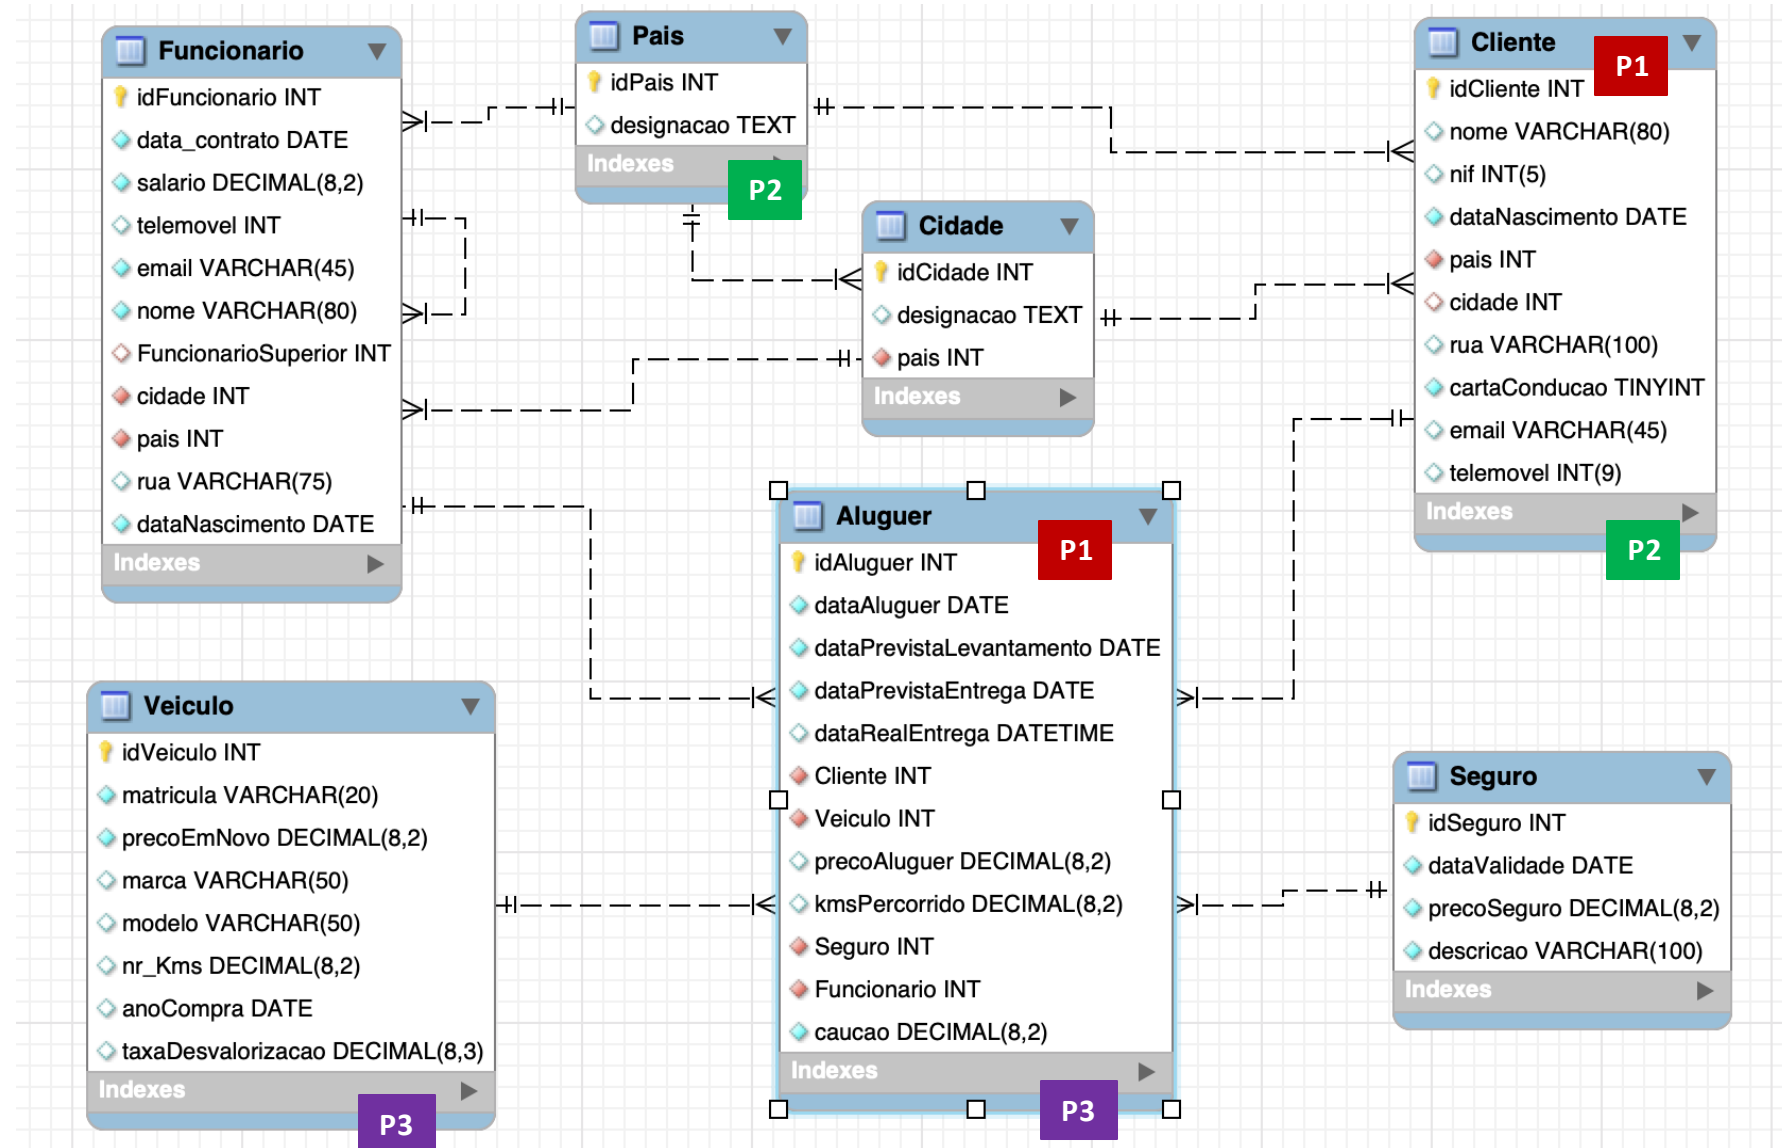 Funcionario
idFuncionario INT
data_contrato DATE
salario DECIMAL(8,2)
telemovel INT
email VARCHAR(45)
nome VARCHAR(80)
FuncionarioSuperior INT
cidade INT
pais INT
rua VARCHAR(75)
dataNascimento DATE
Indexes
Pais
idPais INT
designacao TEXT
Indexes
P2
Cidade
idCidade INT
designacao TEXT
pais INT
Indexes
Cliente
P1
idCliente INT
nome VARCHAR(80)
nif INT(5)
dataNascimento DATE
pais INT
cidade INT
rua VARCHAR(100)
cartaConducao TINYINT
email VARCHAR(45)
telemovel INT(9)
Indexes
P2
Veiculo
idVeiculo INT
matricula VARCHAR(20)
precoEmNovo DECIMAL(8,2)
marca VARCHAR(50)
modelo VARCHAR(50)
nr_Kms DECIMAL(8,2)
anoCompra DATE
taxaDesvalorizacao DECIMAL(8,3)
Indexes
P3
Aluguer
P1
idAluguer INT
dataAluguer DATE
dataPrevistaLevantamento DATE
dataPrevistaEntrega DATE
dataRealEntrega DATETIME
Cliente INT
Veiculo INT
precoAluguer DECIMAL(8,2)
kmsPercorrido DECIMAL(8,2)
Seguro INT
Funcionario INT
caucao DECIMAL(8,2)
Indexes
P3
Seguro
idSeguro INT
dataValidade DATE
precoSeguro DECIMAL(8,2)
descricao VARCHAR(100)
Indexes